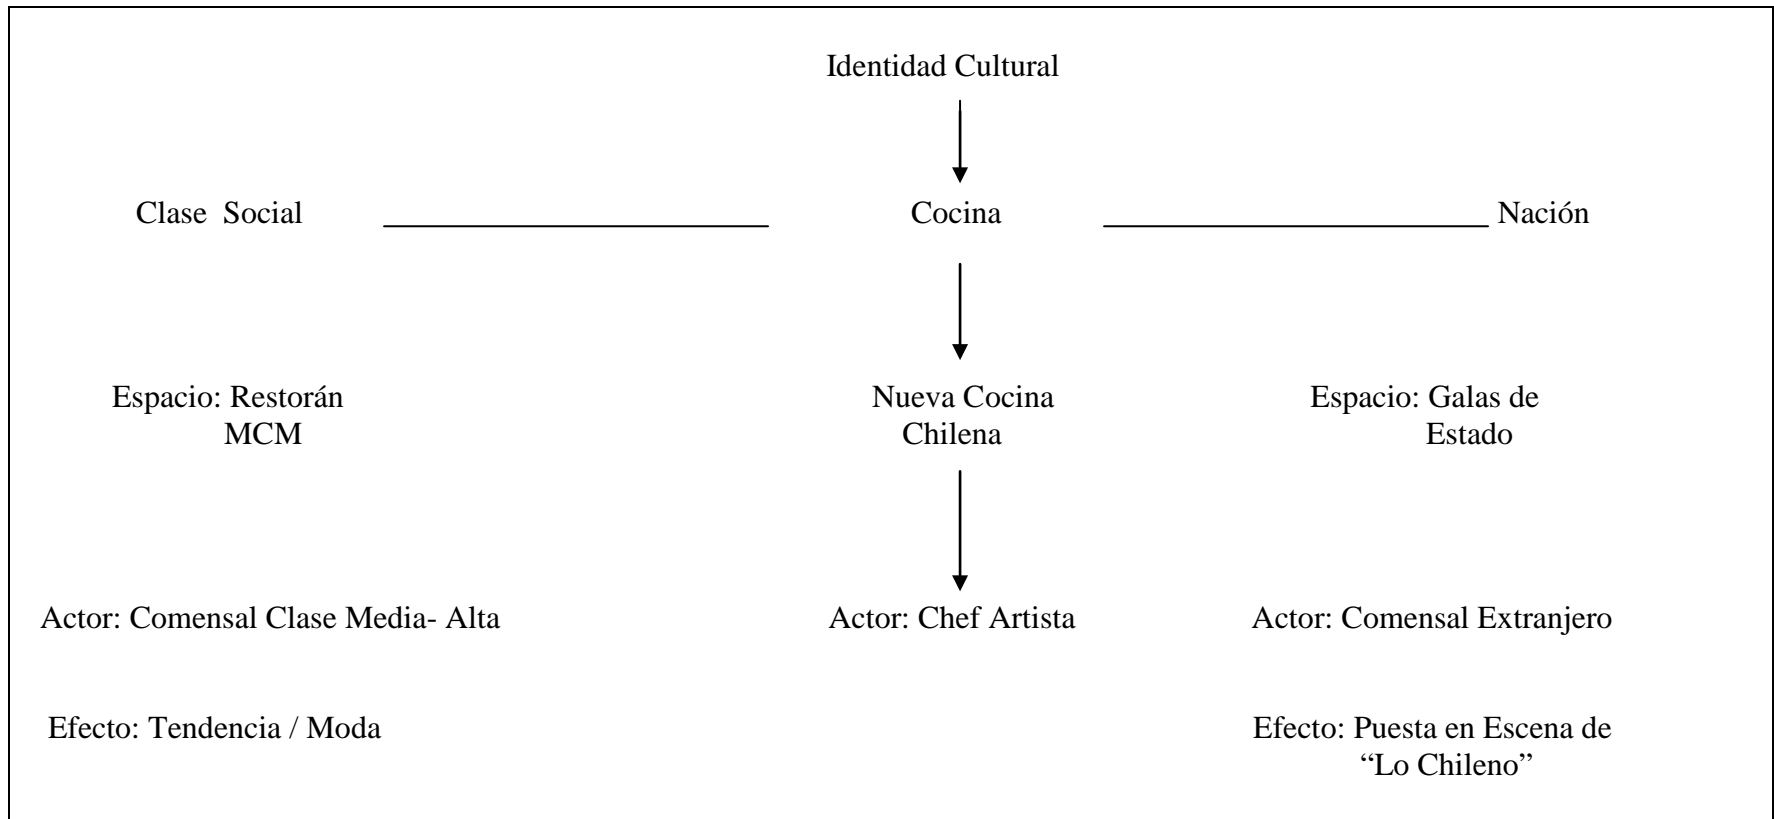 Identidad Cultural
Clase Social
Cocina
Nación
Espacio: Restorán
MCM
Nueva Cocina
Chilena
Espacio: Galas de
Estado
Actor: Comensal Clase Media- Alta
Actor: Chef Artista
Actor: Comensal Extranjero
Efecto: Tendencia / Moda
Efecto: Puesta en Escena de
“Lo Chileno”